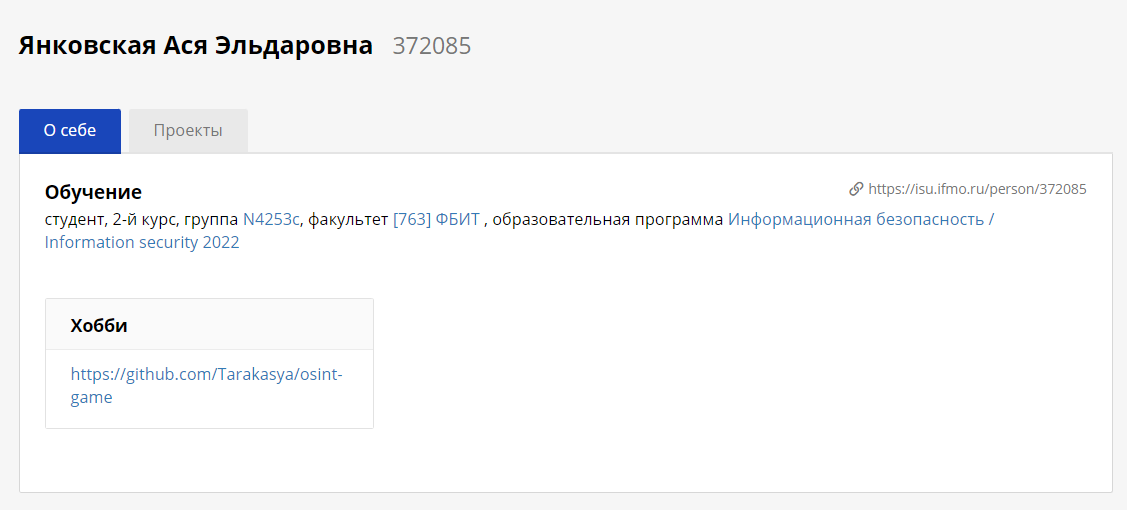 Янковская Ася Эльдаровна 372085
О себе Проекты
Обучение https://isu.ifmo.ru/person/372085
студент, 2-й курс, группа N4253c, факультет [763] ФБИТ , образовательная программа Информационная безопасность /
Information security 2022
Хобби
https://github.com/Tarakasya/osint-
game